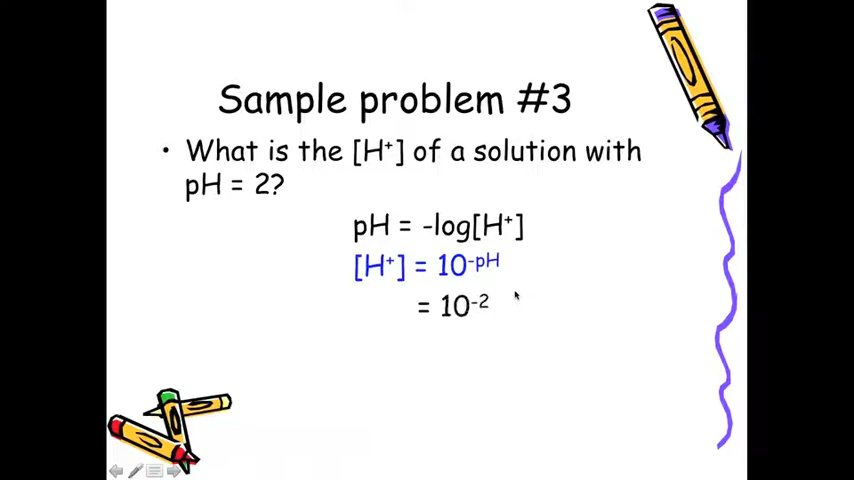 Sample problem #3
• What is the [H⁺] of a solution with
pH = 2?
pH = -log[H⁺]
[H⁺] = 10⁻ᵖᴴ
= 10⁻²